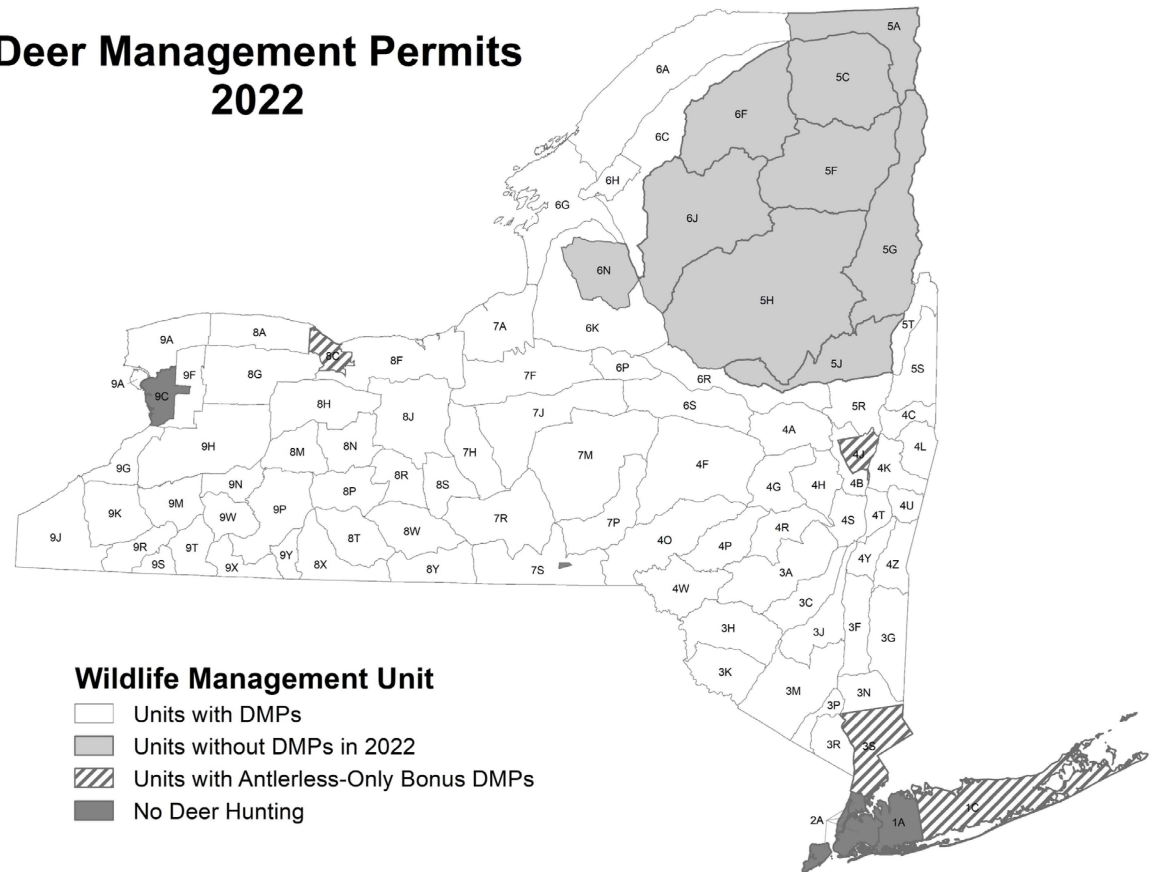 Deer Management Permits
2022
5A
6A
5C
6F
6C
5F
6H
6G
6J
5G
6N
5H
7A
6K
5T
9A
8A
8C
8F
5J
5S
9A
9F
8G
7F
6P
6R
9C
8H
8J
7J
6S
5R
4C
4A
9H
8M
8N
7H
7M
4F
4J
4K
4L
9G
9N
8R
8S
4G
4H
4B
9K
9M
9W
9P
8P
7R
7P
4S
4T
4U
9J
8T
8W
4O
4P
4R
9R
9T
9S
9X
9Y
8X
8Y
7S
4Y
4Z
3A
4W
3C
3H
3J
3F
3G
3K
3M
3N
3P
3R
3S
2A
1A
1C
Wildlife Management Unit
Units with DMPs
Units without DMPs in 2022
Units with Antlerless-Only Bonus DMPs
No Deer Hunting